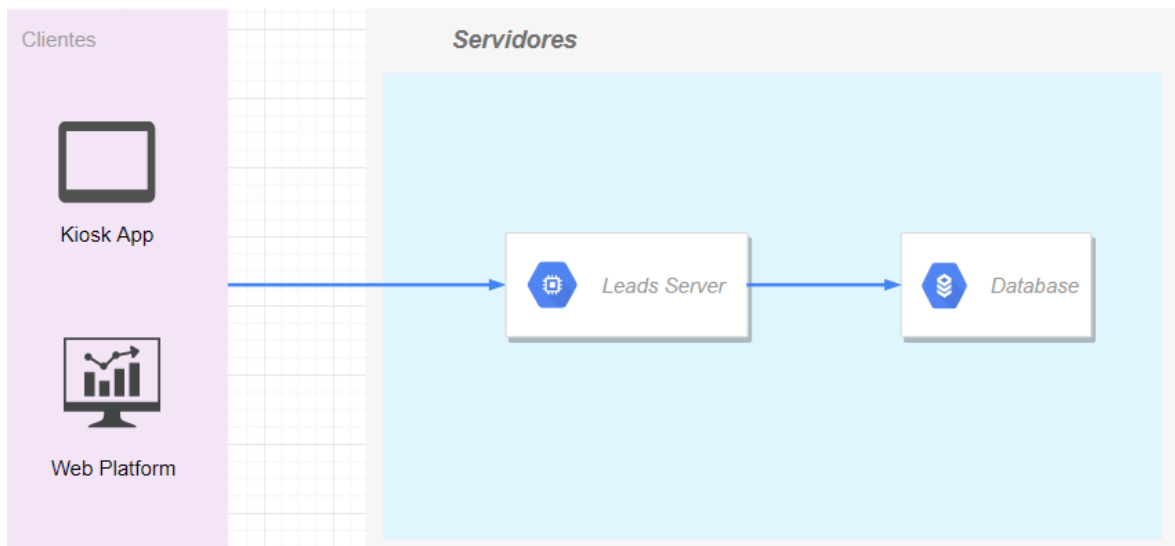 Clientes
Servidores
Kiosk App
Leads Server
Database
Web Platform